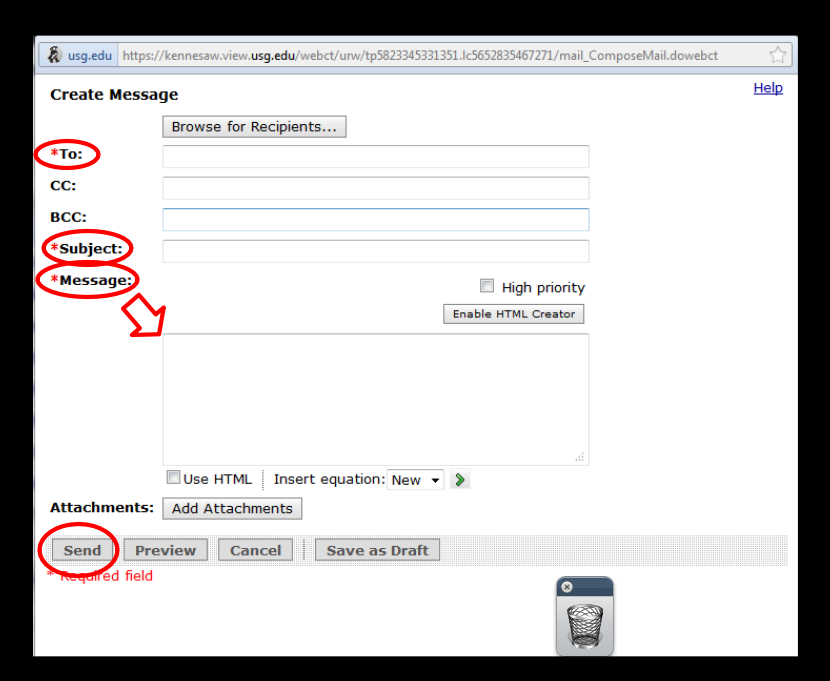 usg.edu https://kennesaw.view.usg.edu/webct/urw/tp5823345331351.lc5652835467271/mail_ComposeMail.dowebct
Create Message Help
Browse for Recipients...
*To:
CC:
BCC:
*Subject:
*Message:
High priority
Enable HTML Creator
Use HTML Insert equation: New
Attachments: Add Attachments
Send Preview Cancel Save as Draft
* Required field